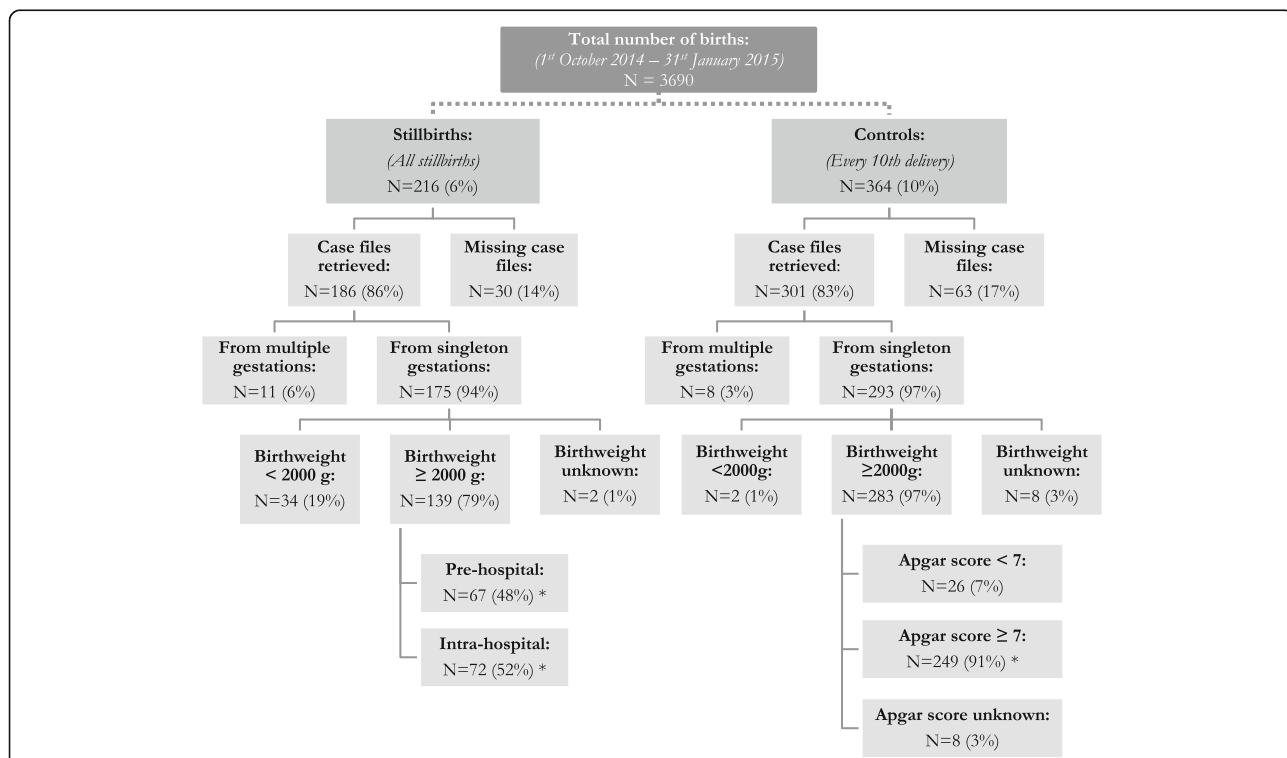 Total number of births:
(1st October 2014 – 31st January 2015)
N = 3690
Stillbirths:
(All stillbirths)
N=216 (6%)
Controls:
(Every 10th delivery)
N=364 (10%)
Case files
retrieved:
N=186 (86%)
Missing case
files:
N=30 (14%)
Case files
retrieved:
N=301 (83%)
Missing case
files:
N=63 (17%)
From multiple
gestations:
N=11 (6%)
From singleton
gestations:
N=175 (94%)
From multiple
gestations:
N=8 (3%)
From singleton
gestations:
N=293 (97%)
Birthweight
< 2000 g:
N=34 (19%)
Birthweight
≥ 2000 g:
N=139 (79%)
Birthweight
unknown:
N=2 (1%)
Birthweight
<2000g:
N=2 (1%)
Birthweight
≥2000g:
N=283 (97%)
Birthweight
unknown:
N=8 (3%)
Pre-hospital:
N=67 (48%) *
Intra-hospital:
N=72 (52%) *
Apgar score < 7:
N=26 (7%)
Apgar score ≥ 7:
N=249 (91%) *
Apgar score unknown:
N=8 (3%)